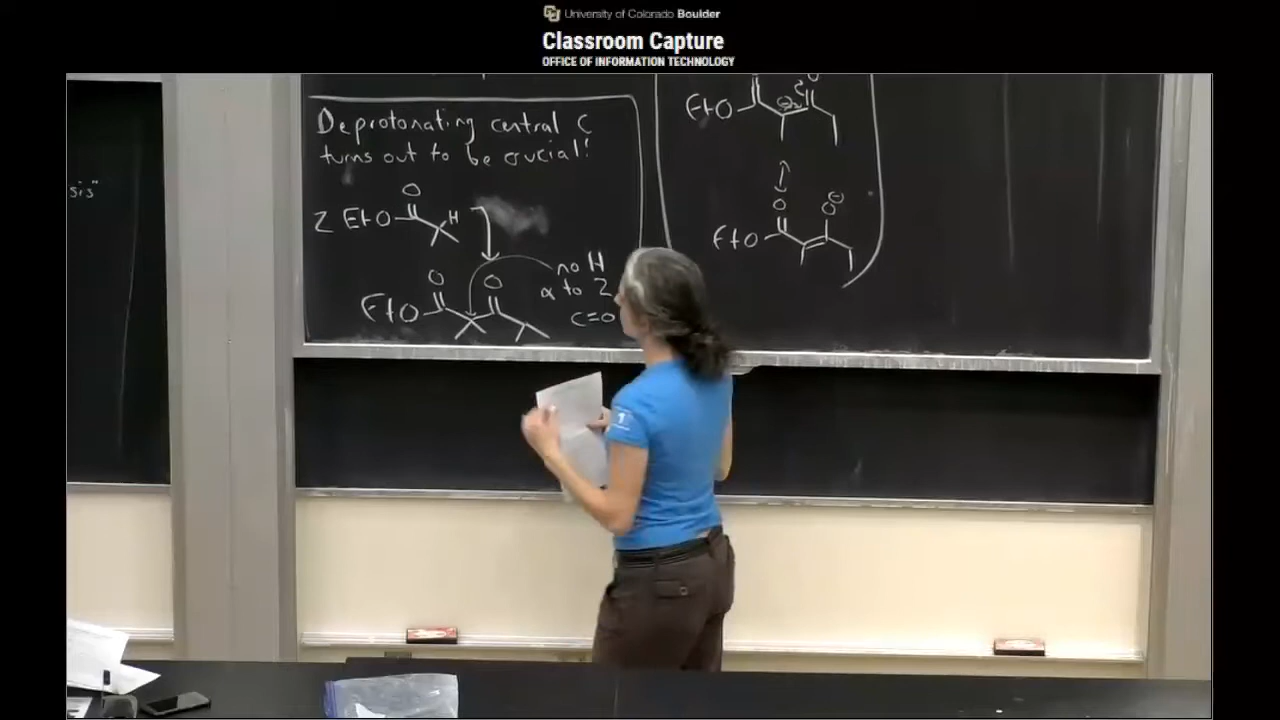 University of Colorado Boulder
Classroom Capture
OFFICE OF INFORMATION TECHNOLOGY
Deprotonating central C
turns out to be crucial!
sis"
O
2 EtO H
no H
α to 2
C=O
O O
EtO
EtO ⊖
O O⊖
EtO
1